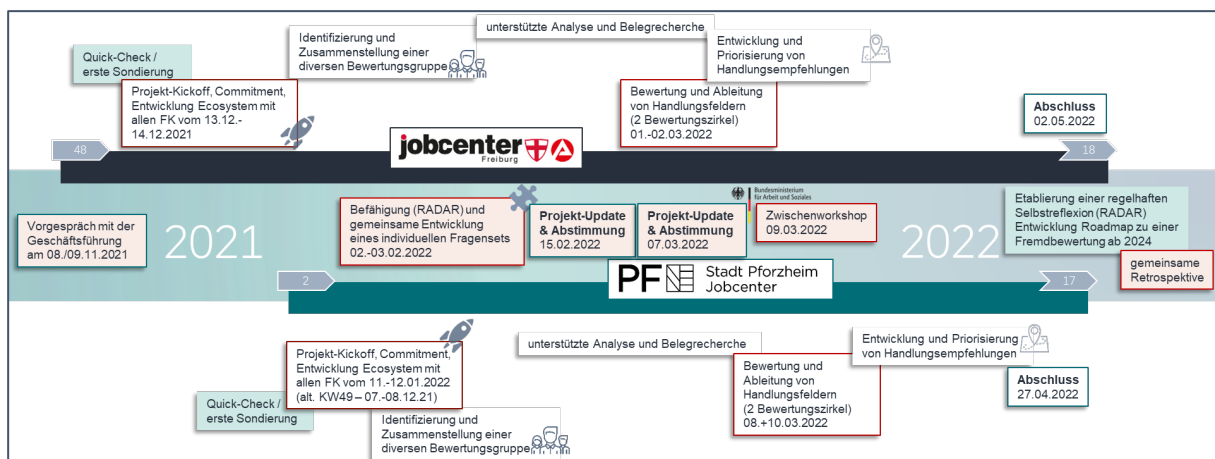 Quick-Check /
erste Sondierung
Projekt-Kickoff, Commitment,
Entwicklung Ecosystem mit
allen FK vom 13.12.-
14.12.2021
Identifizierung und
Zusammenstellung einer
diversen Bewertungsgruppe
unterstützte Analyse und Belegrecherche
Bewertung und Ableitung
von Handlungsfeldern
(2 Bewertungszirkel)
01.-02.03.2022
Entwicklung und
Priorisierung von
Handlungsempfehlungen
Abschluss
02.05.2022
48
jobcenter
Freiburg
18
Vorgespräch mit der
Geschäftsführung
am 08./09.11.2021
2021
Befähigung (RADAR) und
gemeinsame Entwicklung
eines individuellen Fragensets
02.-03.02.2022
Projekt-Update
& Abstimmung
15.02.2022
Projekt-Update
& Abstimmung
07.03.2022
Bundesministerium
für Arbeit und Soziales
Zwischenworkshop
09.03.2022
2022
Etablierung einer regelhaften
Selbstreflexion (RADAR)
Entwicklung Roadmap zu einer
Fremdbewertung ab 2024
gemeinsame
Retrospektive
2
PF
Stadt Pforzheim
Jobcenter
17
Projekt-Kickoff, Commitment,
Entwicklung Ecosystem mit
allen FK vom 11.-12.01.2022
(alt. KW49 – 07.-08.12.21)
Quick-Check /
erste Sondierung
Identifizierung und
Zusammenstellung einer
diversen Bewertungsgruppe
unterstützte Analyse und Belegrecherche
Bewertung und
Ableitung von
Handlungsfeldern
(2 Bewertungszirkel)
08.+10.03.2022
Entwicklung und Priorisierung
von Handlungsempfehlungen
Abschluss
27.04.2022